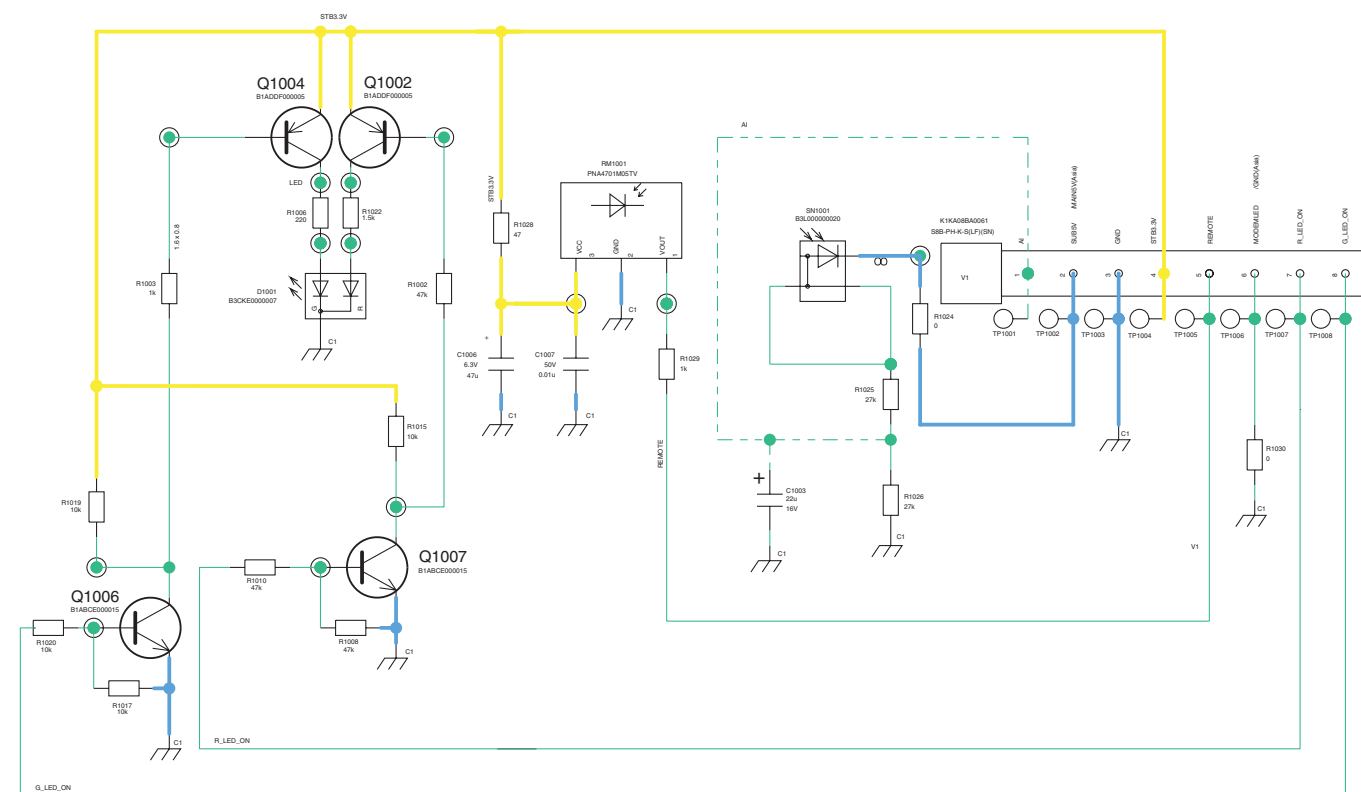 STB3.3V
Q1004
B1ADDF000005
Q1002
B1ADDF000005
LED
R1006
220
R1022
1.5k
1.6 x 0.8
R1003
1k
D1001
B3CKE0000007
G
R
C1
R1002
47k
STB3.3V
R1028
47
RM1001
PNA4701M05TV
VCC
3
GND
2
VOUT
1
C1
+
C1006
6.3V
47u
C1007
50V
0.01u
C1
C1
R1029
1k
REMOTE
AI
SN1001
B3L000000020
K1KA08BA0061
S8B-PH-K-S(LF)(SN)
V1
R1024
0
R1025
27k
R1026
27k
C1
+
C1003
22u
16V
C1
AI
1
SUB5V
/MAIN5V(Asia)
2
GND
3
STB3.3V
4
REMOTE
5
MODEMLED
/GND(Asia)
6
R_LED_ON
7
G_LED_ON
8
TP1001
TP1002
TP1003
TP1004
TP1005
TP1006
TP1007
TP1008
C1
R1030
0
C1
V1
R1015
10k
R1019
10k
Q1007
B1ABCE000015
R1010
47k
R1008
47k
C1
Q1006
B1ABCE000015
R1020
10k
R1017
10k
C1
R_LED_ON
G_LED_ON